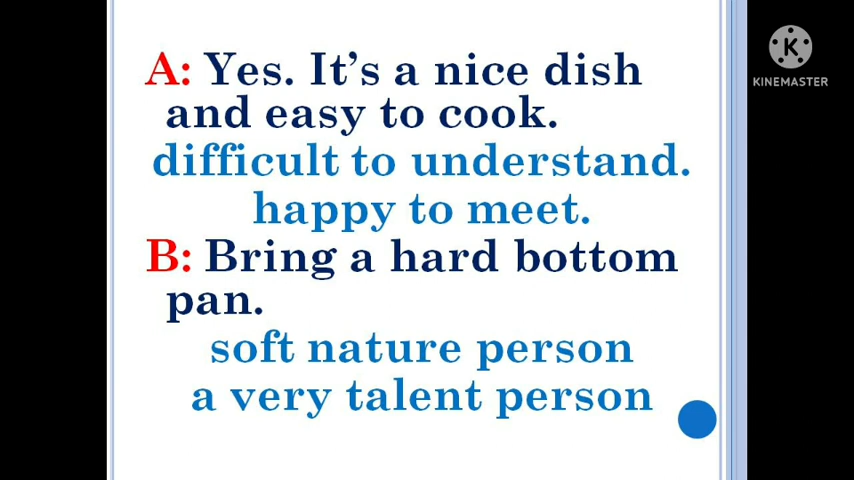 A: Yes. It's a nice dish
and easy to cook.
difficult to understand.
happy to meet.
B: Bring a hard bottom
pan.
soft nature person
a very talent person
K
KINEMASTER